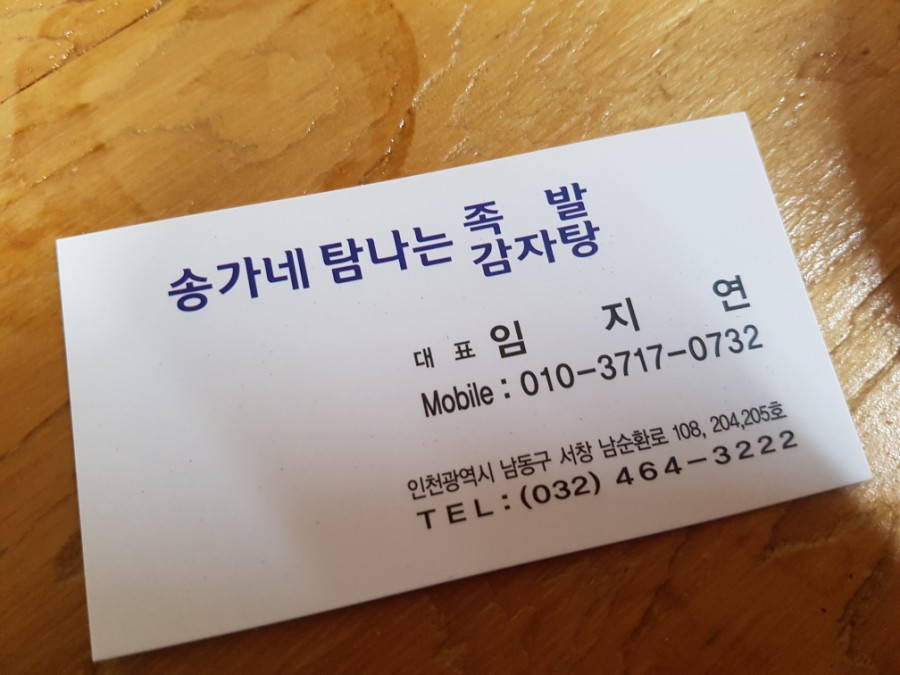 송가네 탐나는 족 발
감자탕
대 표 임 지 연
Mobile : 010-3717-0732
인천광역시 남동구 서창 남순환로 108, 204,205호
TEL : (032) 464-3222